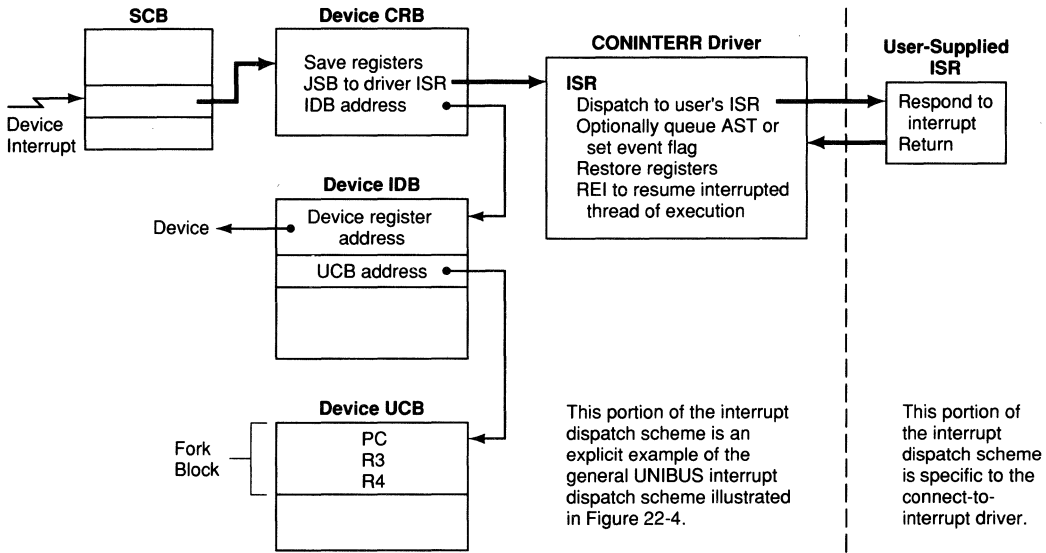 SCB
Device CRB
CONINTERR Driver
User-Supplied
ISR
Device
Interrupt
Save registers
JSB to driver ISR
IDB address
ISR
Dispatch to user's ISR
Optionally queue AST or
set event flag
Restore registers
REI to resume interrupted
thread of execution
Respond to
interrupt
Return
Device IDB
Device
Device register
address
UCB address
Device UCB
Fork
Block
PC
R3
R4
This portion of the interrupt
dispatch scheme is an
explicit example of the
general UNIBUS interrupt
dispatch scheme illustrated
in Figure 22-4.
This portion of
the interrupt
dispatch scheme
is specific to the
connect-to-
interrupt driver.